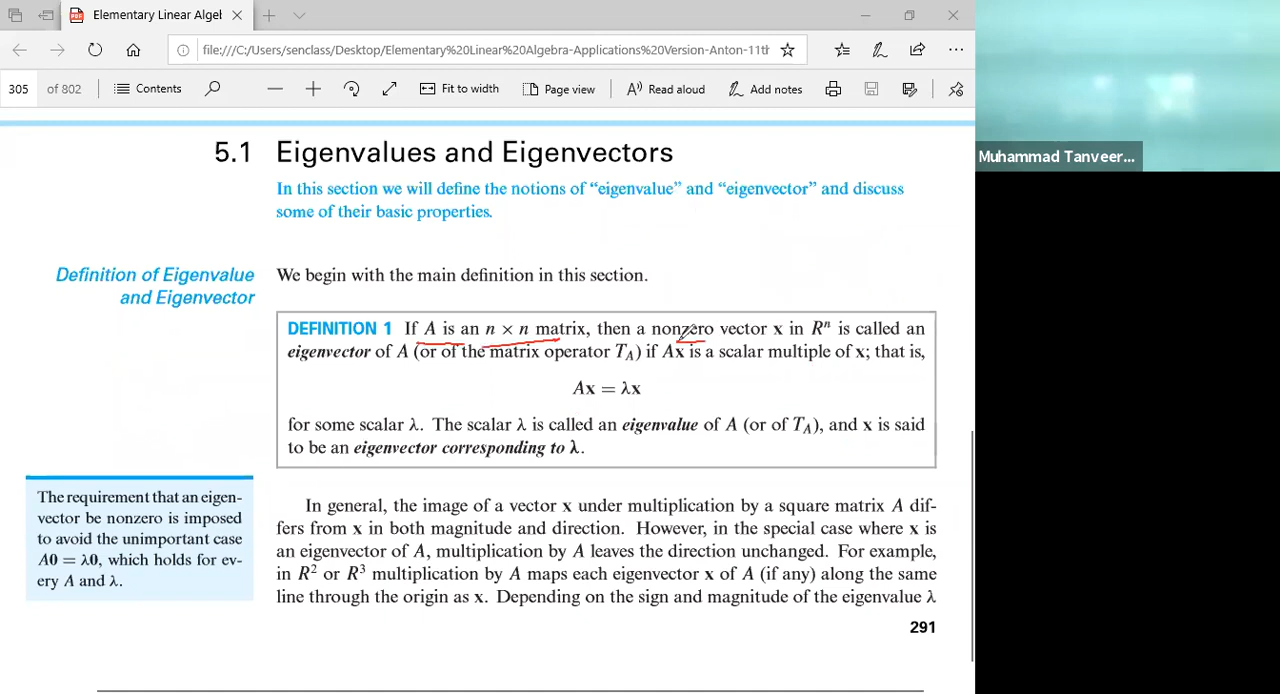 Elementary Linear Algel
file:///C:/Users/senclass/Desktop/Elementary%20Linear%20Algebra-Applications%20Version-Anton-11th
305 of 802
Contents
Fit to width
Page view
Read aloud
Add notes
Muhammad Tanveer...
5.1 Eigenvalues and Eigenvectors
In this section we will define the notions of “eigenvalue” and “eigenvector” and discuss
some of their basic properties.
Definition of Eigenvalue
and Eigenvector
We begin with the main definition in this section.
DEFINITION 1 If A is an n × n matrix, then a nonzero vector x in Rⁿ is called an
eigenvector of A (or of the matrix operator T_A) if Ax is a scalar multiple of x; that is,
Ax = λx
for some scalar λ. The scalar λ is called an eigenvalue of A (or of T_A), and x is said
to be an eigenvector corresponding to λ.
The requirement that an eigen-
vector be nonzero is imposed
to avoid the unimportant case
A0 = λ0, which holds for ev-
ery A and λ.
In general, the image of a vector x under multiplication by a square matrix A dif-
fers from x in both magnitude and direction. However, in the special case where x is
an eigenvector of A, multiplication by A leaves the direction unchanged. For example,
in R² or R³ multiplication by A maps each eigenvector x of A (if any) along the same
line through the origin as x. Depending on the sign and magnitude of the eigenvalue λ
291